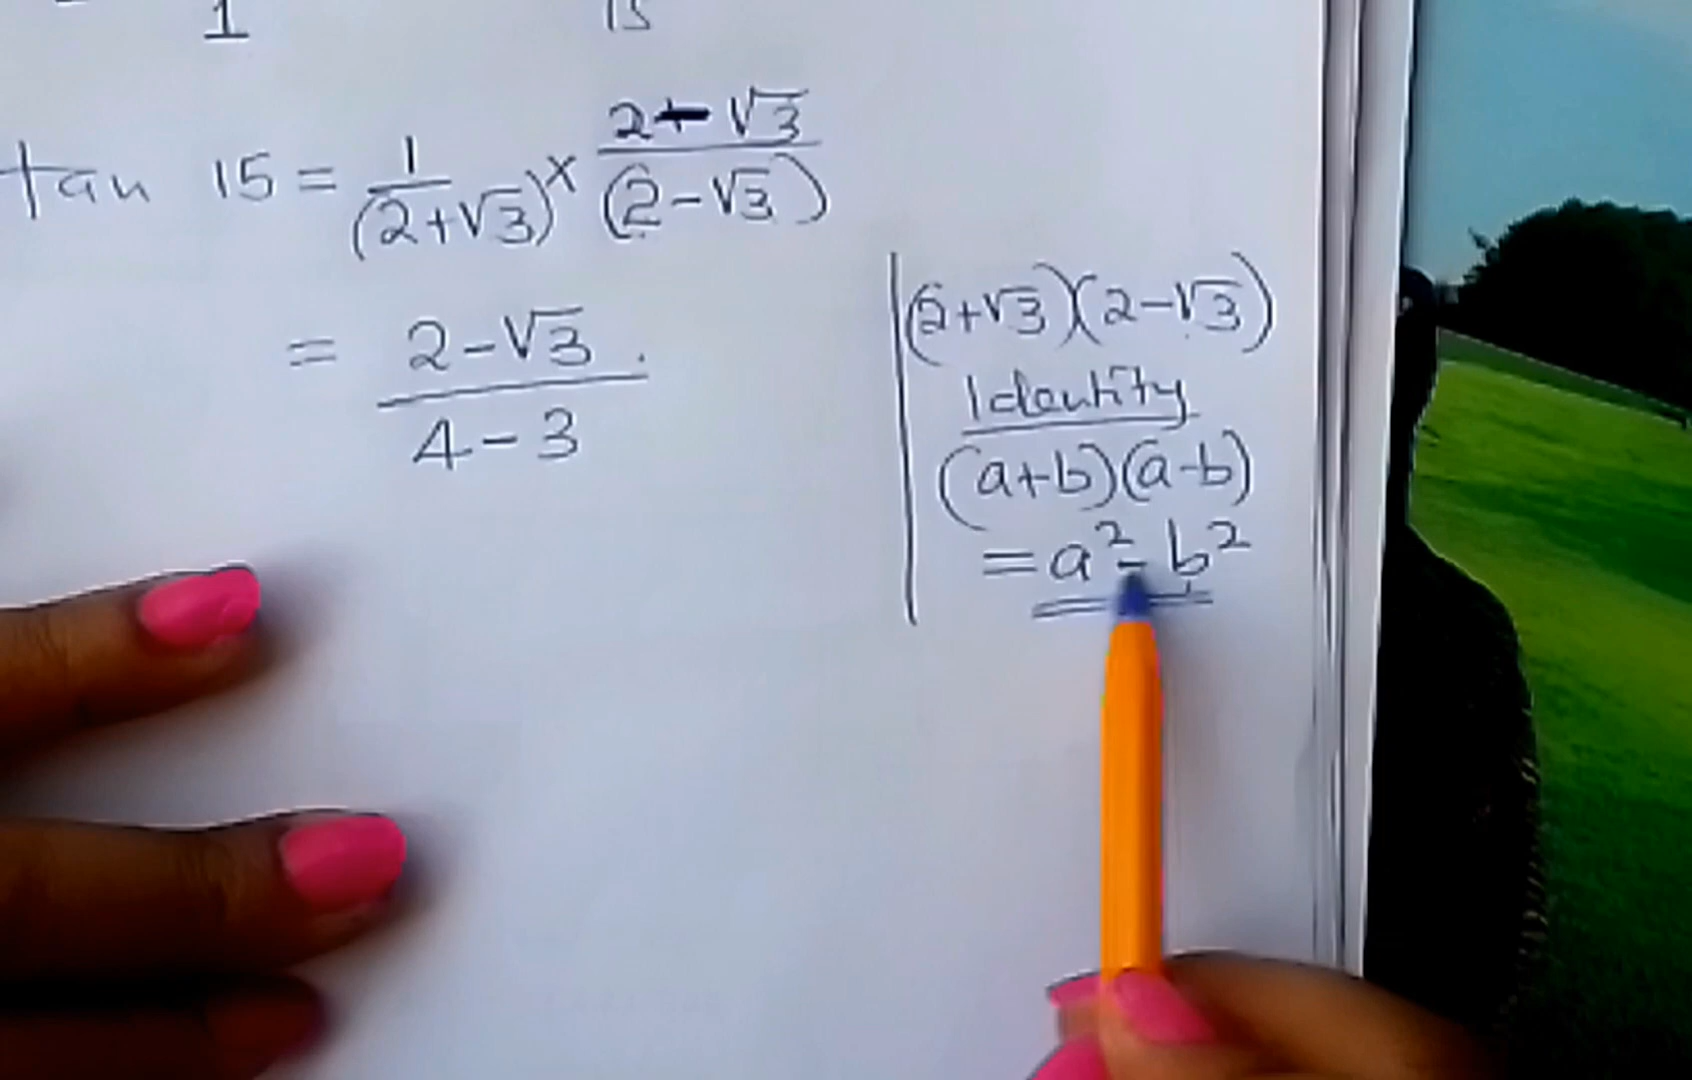 1 15
tan 15 = 1/(2+√3) × 2-√3/(2-√3)
= 2-√3/4-3
(2+√3)(2-√3)
Identity
(a+b)(a-b)
= a² - b²